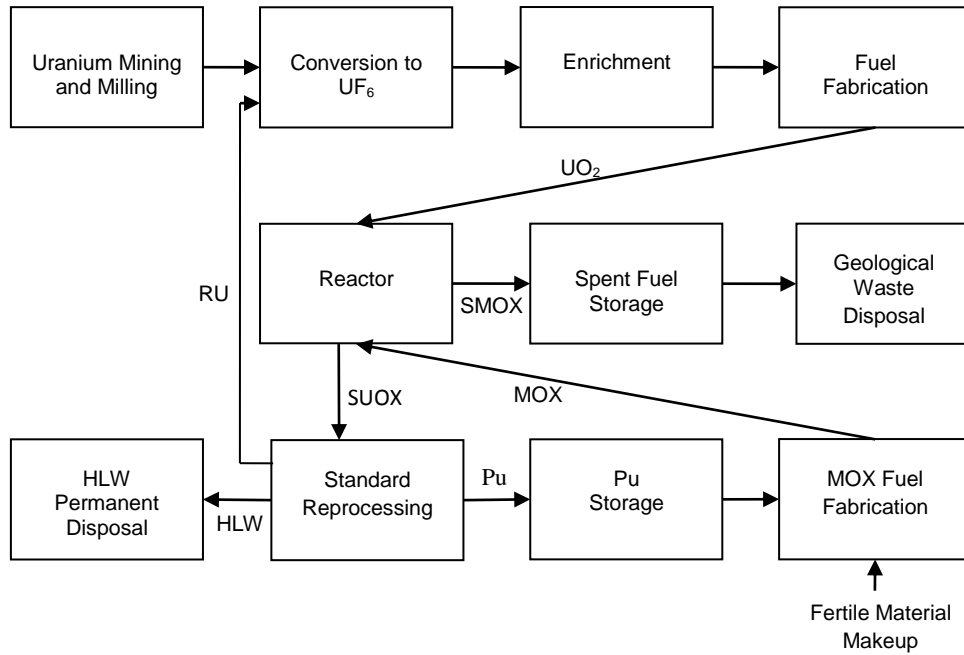 Uranium Mining
and Milling
Conversion to
UF₆
Enrichment
Fuel
Fabrication
UO₂
Reactor
Spent Fuel
Storage
Geological
Waste
Disposal
RU
SMOX
SUOX
MOX
HLW
Permanent
Disposal
HLW
Standard
Reprocessing
Pu
Pu
Storage
MOX Fuel
Fabrication
Fertile Material
Makeup